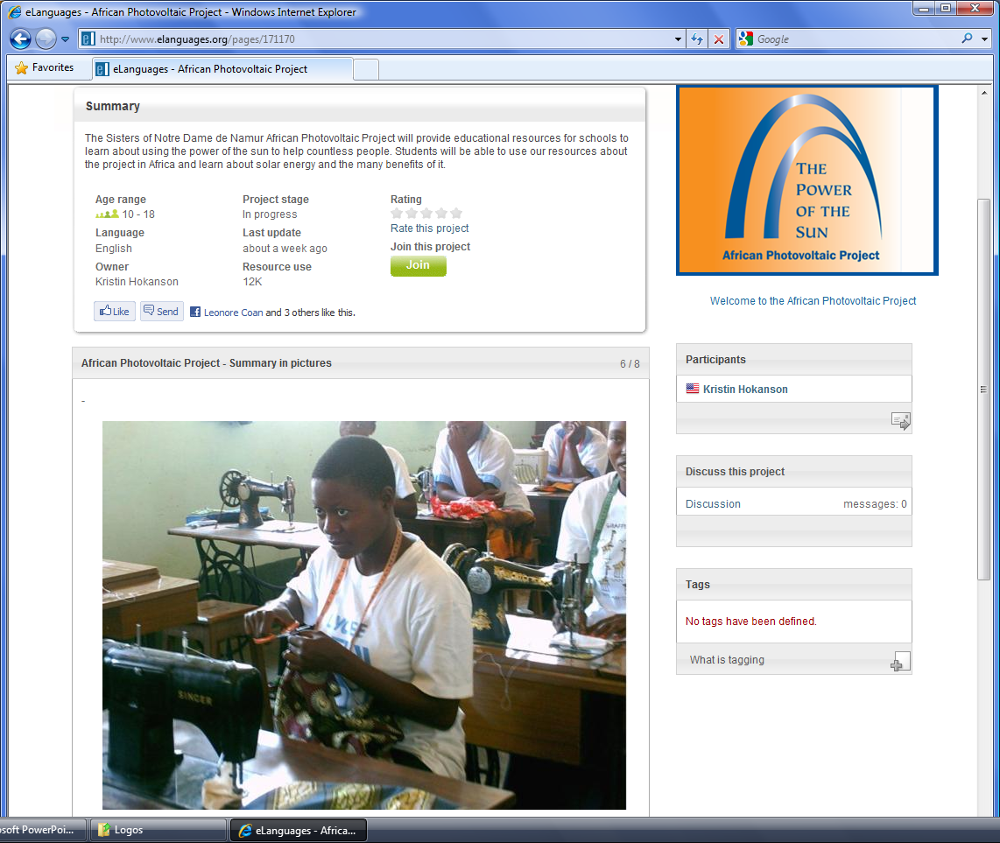 eLanguages - African Photovoltaic Project - Windows Internet Explorer
http://www.elanguages.org/pages/171170
Google
Favorites
eLanguages - African Photovoltaic Project
Summary
The Sisters of Notre Dame de Namur African Photovoltaic Project will provide educational resources for schools to
learn about using the power of the sun to help countless people. Students will be able to use our resources about
the project in Africa and learn about solar energy and the many benefits of it.
Age range
10 - 18
Language
English
Owner
Kristin Hokanson
Project stage
In progress
Last update
about a week ago
Resource use
12K
Rating
Rate this project
Join this project
Join
Like
Send
Leonore Coan and 3 others like this.
African Photovoltaic Project - Summary in pictures
6 / 8
-
SINGER
THE
POWER
OF THE
SUN
African Photovoltaic Project
Welcome to the African Photovoltaic Project
Participants
Kristin Hokanson
Discuss this project
Discussion
messages: 0
Tags
No tags have been defined.
What is tagging
osoft PowerPoi...
Logos
eLanguages - Africa...